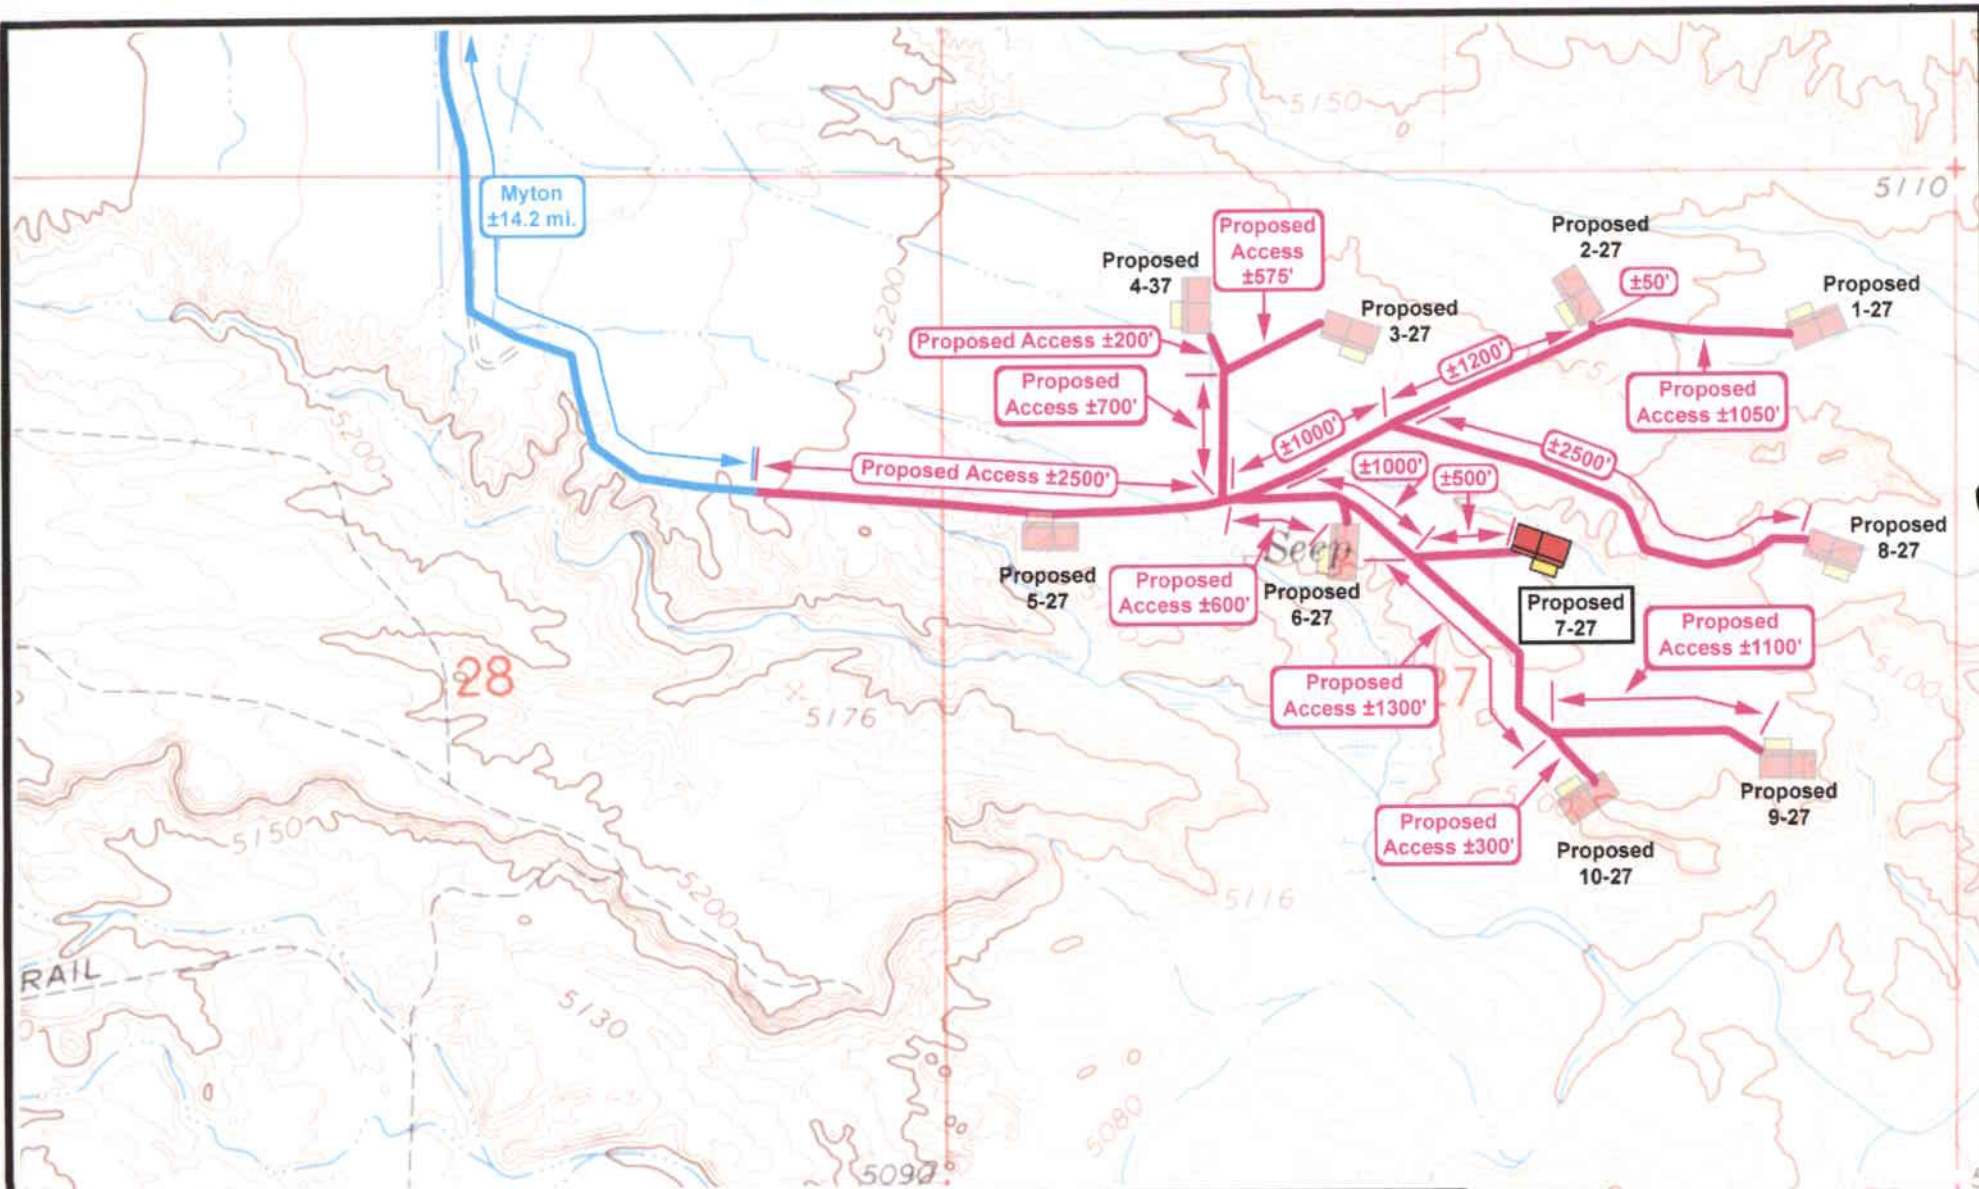 5150
5110
Myton
±14.2 mi.
Proposed
Access
±575'
Proposed
2-27
Proposed
4-37
±50'
Proposed
1-27
5200
Proposed
3-27
Proposed Access ±200'
±1200'
Proposed
Access ±700'
Proposed
Access ±1050'
5200
±1000'
±2500'
Proposed Access ±2500'
±1000'
±500'
Proposed
8-27
Seep
Proposed
5-27
Proposed
Access ±600'
Proposed
6-27
Proposed
7-27
Proposed
Access ±1100'
28
5100
Proposed
Access ±1300'
27
5176
Proposed
9-27
5150
Proposed
Access ±300'
Proposed
10-27
5200
5116
RAIL
5130
5080
5090